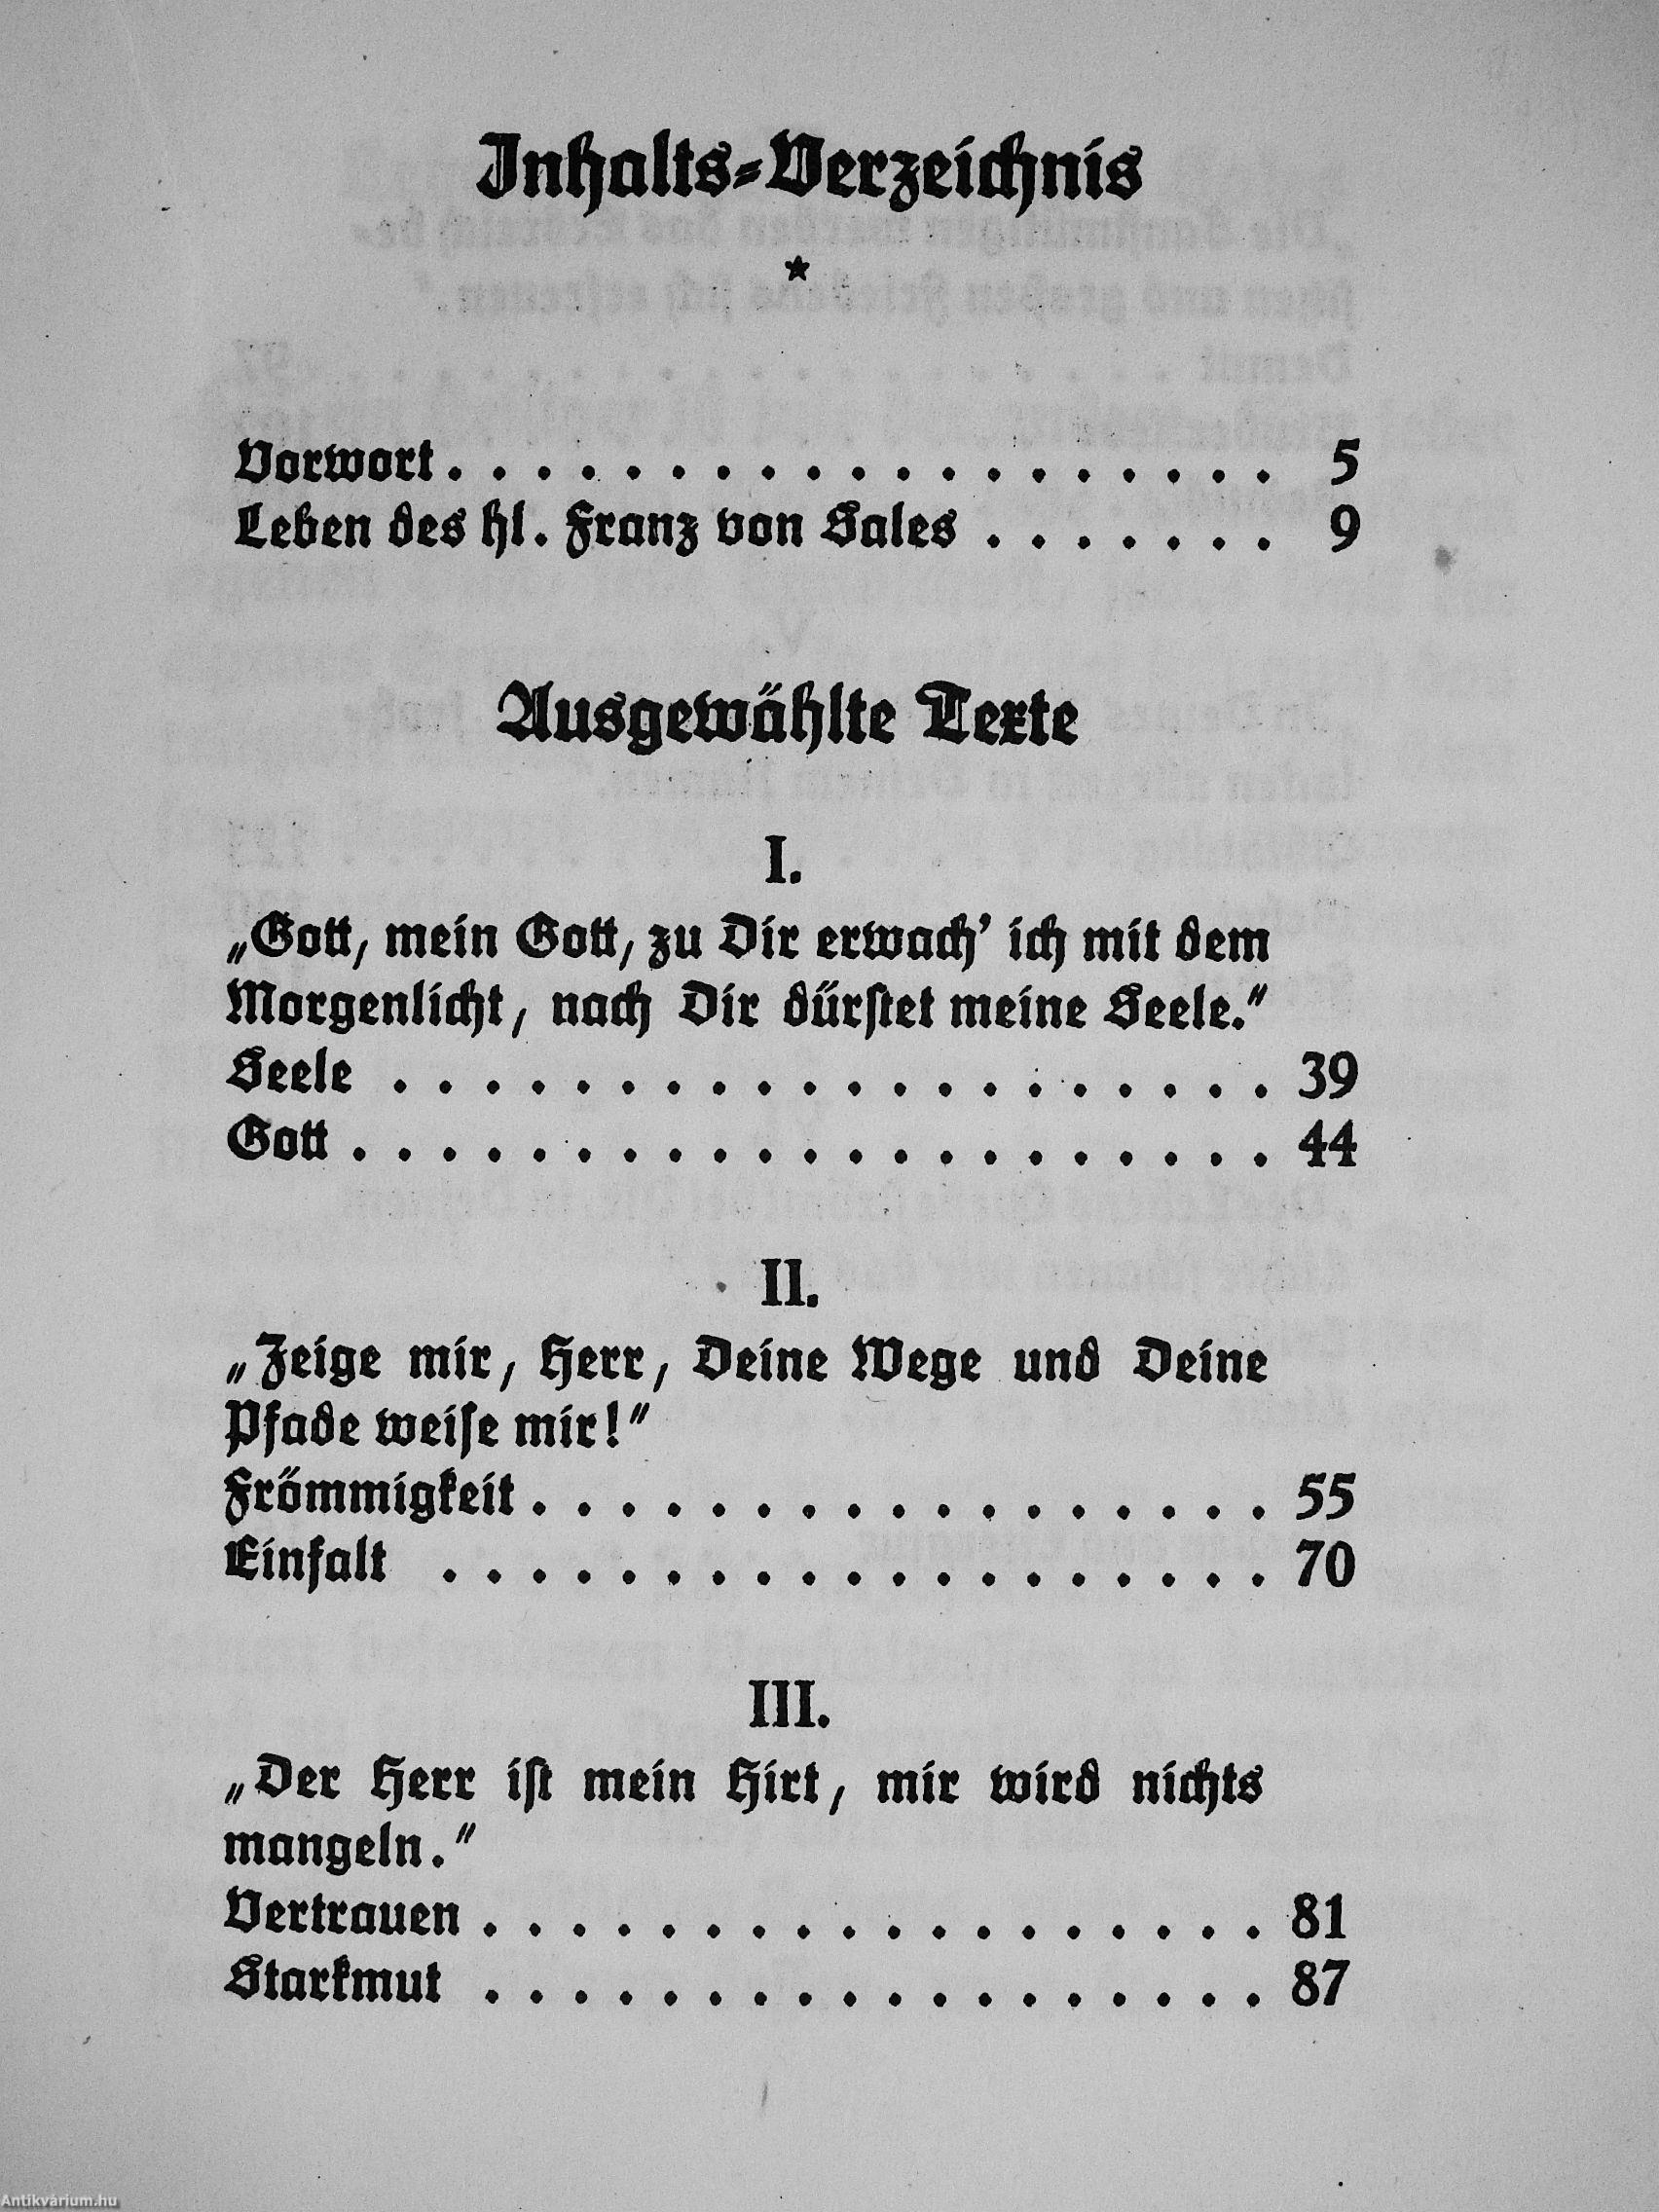 Inhalts-Verzeichnis
*
Vorwort . . . . . . . . . . . . . . . . . . . 5
Leben des hl. Franz von Sales . . . . . . . 9
Ausgewählte Texte
I.
„Gott, mein Gott, zu Dir erwach’ ich mit dem
Morgenlicht, nach Dir dürſtet meine Seele.“
Seele . . . . . . . . . . . . . . . . . . . . 39
Gott . . . . . . . . . . . . . . . . . . . . . 44
II.
„Zeige mir, Herr, Deine Wege und Deine
Pfade weiſe mir!“
Frömmigkeit . . . . . . . . . . . . . . . . . 55
Einfalt . . . . . . . . . . . . . . . . . . . 70
III.
„Der Herr iſt mein Hirt, mir wird nichts
mangeln.“
Vertrauen . . . . . . . . . . . . . . . . . . 81
Starkmut . . . . . . . . . . . . . . . . . . 87
Antikvárium.hu